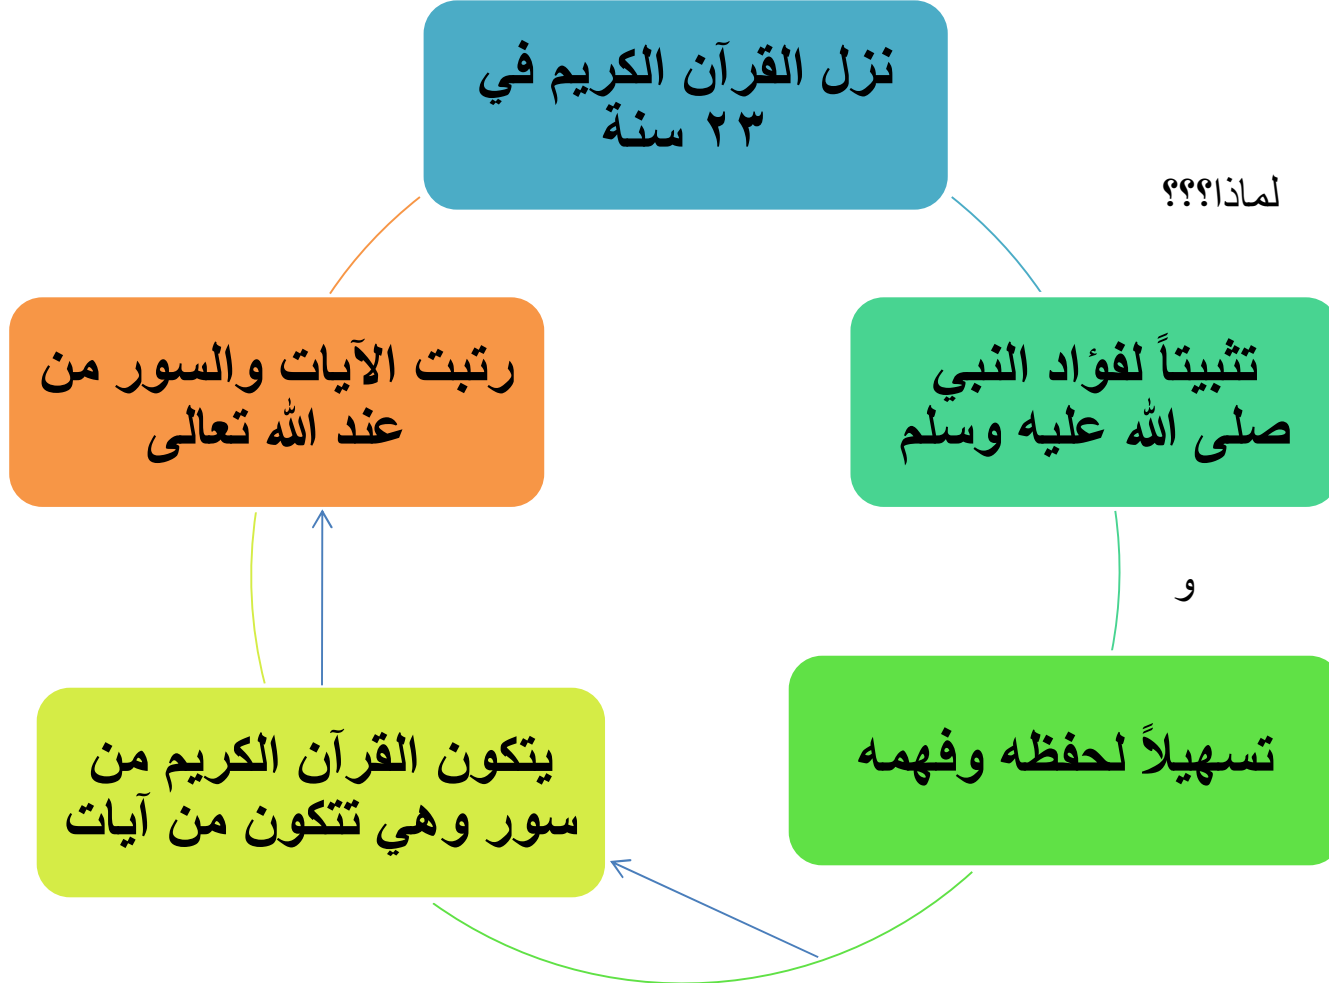 نزل القرآن الكريم في
٢٣ سنة
لماذا؟؟؟
تثبيتاً لفؤاد النبي
صلى الله عليه وسلم
و
تسهيلاً لحفظه وفهمه
يتكون القرآن الكريم من
سور وهي تتكون من آيات
رتبت الآيات والسور من
عند الله تعالى